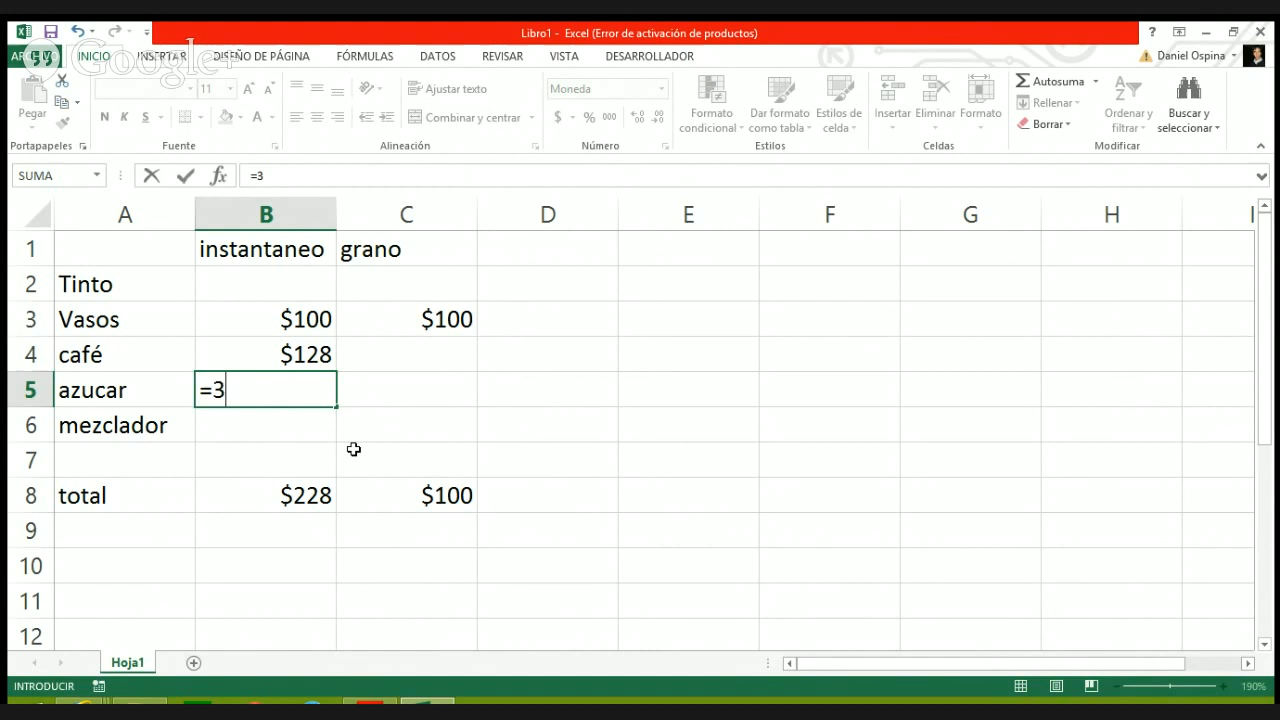 Libro1 - Excel (Error de activación de productos)
ARCHIVO INICIO INSERTAR DISEÑO DE PÁGINA FÓRMULAS DATOS REVISAR VISTA DESARROLLADOR Daniel Ospina
Google+
Pegar
Portapapeles
11
N K S A
Fuente
Ajustar texto
Combinar y centrar
Alineación
Moneda
$ % 000
Número
Formato condicional
Dar formato como tabla
Estilos de celda
Estilos
Insertar Eliminar Formato
Celdas
Autosuma
Rellenar
Borrar
Ordenar y filtrar
Buscar y seleccionar
Modificar
SUMA fx =3
A B C D E F G H I
1 instantaneo grano
2 Tinto
3 Vasos $100 $100
4 café $128
5 azucar =3
6 mezclador
7
8 total $228 $100
9
10
11
12
Hoja1
INTRODUCIR 190%